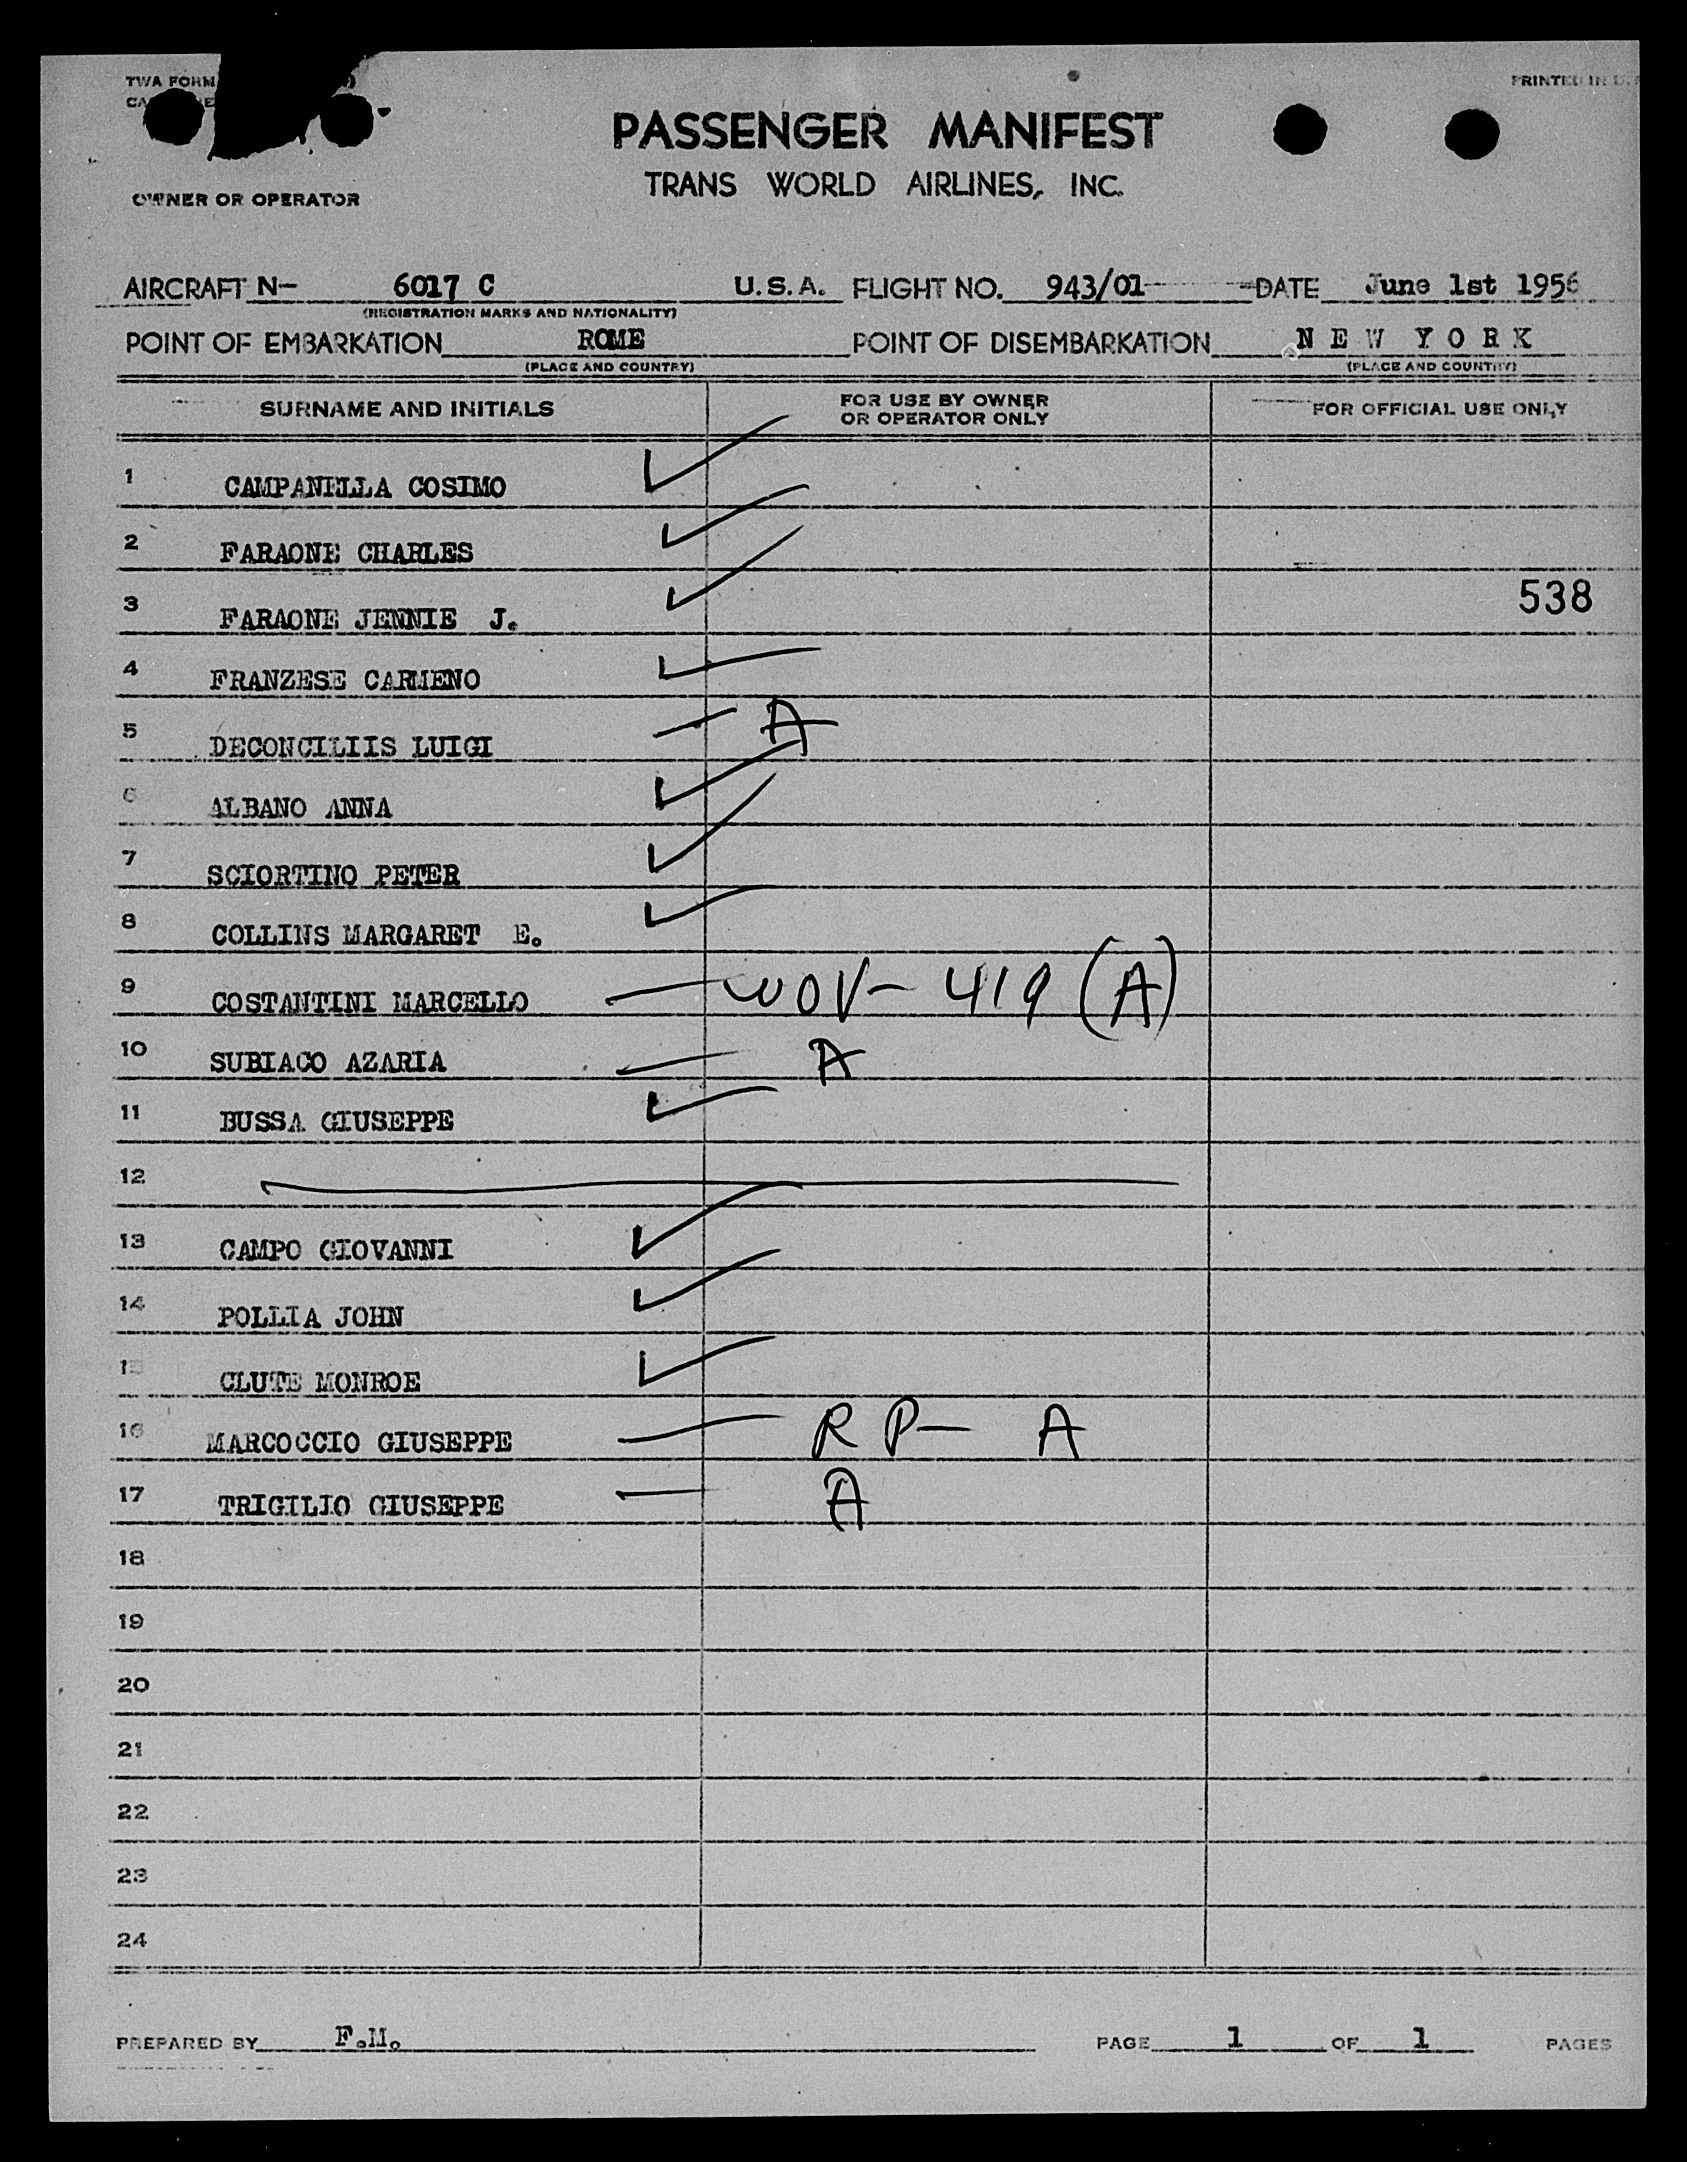 TWA FORM
PRINTED IN U.
PASSENGER MANIFEST
TRANS WORLD AIRLINES, INC.
OWNER OR OPERATOR
AIRCRAFT N- 6017 C U.S.A. FLIGHT NO. 943/01 DATE June 1st 1956
(REGISTRATION MARKS AND NATIONALITY)
POINT OF EMBARKATION ROME POINT OF DISEMBARKATION N E W Y O R K
(PLACE AND COUNTRY) (PLACE AND COUNTRY)
SURNAME AND INITIALS FOR USE BY OWNER OR OPERATOR ONLY FOR OFFICIAL USE ONLY
1 CAMPANELLA COSIMO ✓
2 FARAONE CHARLES ✓
3 FARAONE JENNIE J. ✓ 538
4 FRANZESE CARMENO ✓
5 DECONCILIIS LUIGI — A
6 ALBANO ANNA ✓
7 SCIORTINO PETER ✓
8 COLLINS MARGARET E. ✓
9 COSTANTINI MARCELLO — WOV- 419 (A)
10 SUBIACO AZARIA — A
11 BUSSA GIUSEPPE ✓
12
13 CAMPO GIOVANNI ✓
14 POLLIA JOHN ✓
15 CLUTE MONROE ✓
16 MARCOCCIO GIUSEPPE — RP- A
17 TRIGILIO GIUSEPPE — A
18
19
20
21
22
23
24
PREPARED BY F.M. PAGE 1 OF 1 PAGES